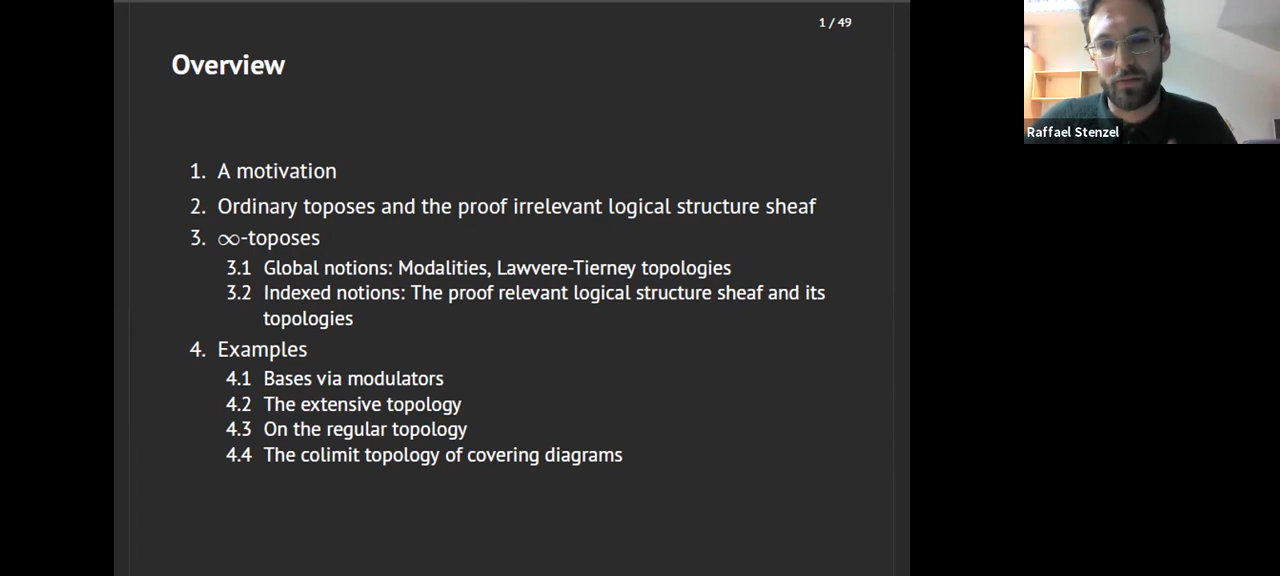 1 / 49
Overview
1. A motivation
2. Ordinary toposes and the proof irrelevant logical structure sheaf
3. ∞-toposes
3.1 Global notions: Modalities, Lawvere-Tierney topologies
3.2 Indexed notions: The proof relevant logical structure sheaf and its
topologies
4. Examples
4.1 Bases via modulators
4.2 The extensive topology
4.3 On the regular topology
4.4 The colimit topology of covering diagrams
Raffael Stenzel